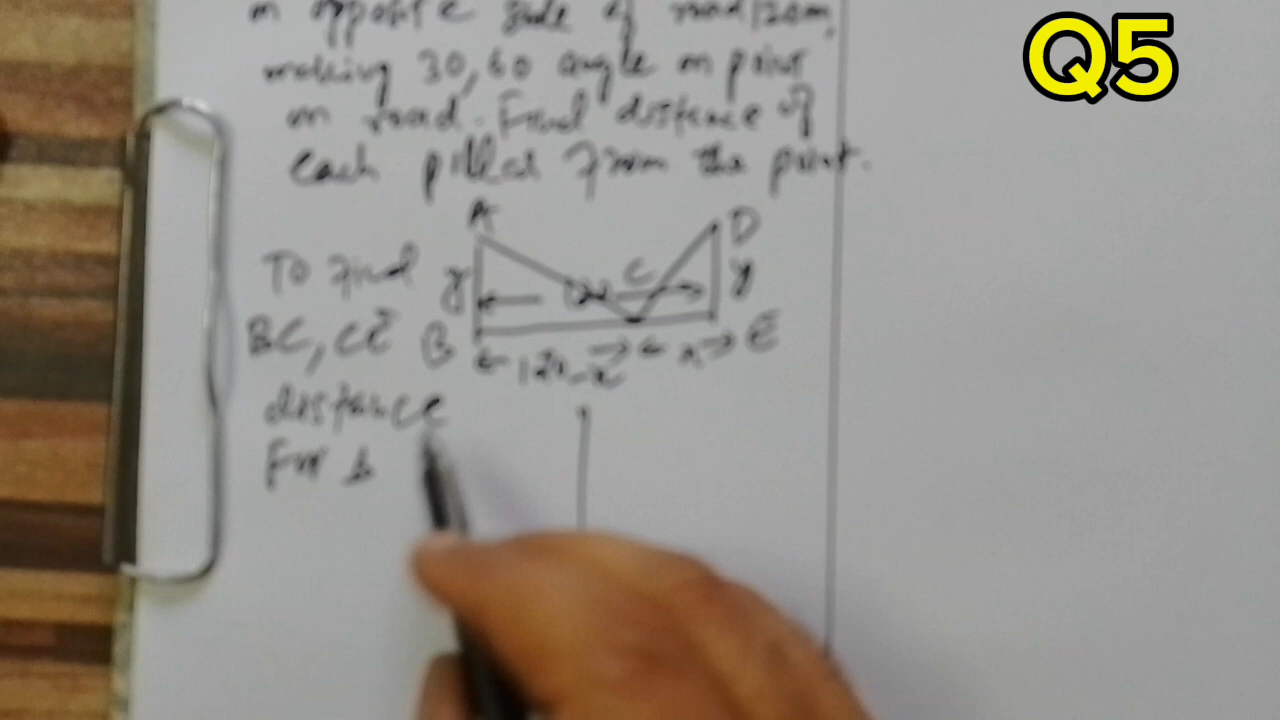 Q5
on opposite side of road 120m,
making 30, 60 angle on point
on road. Find distance of
each pillar from the point.
A
D
To Find
y
C
y
BC, CE
B
120-x
x
E
distance
For Δ